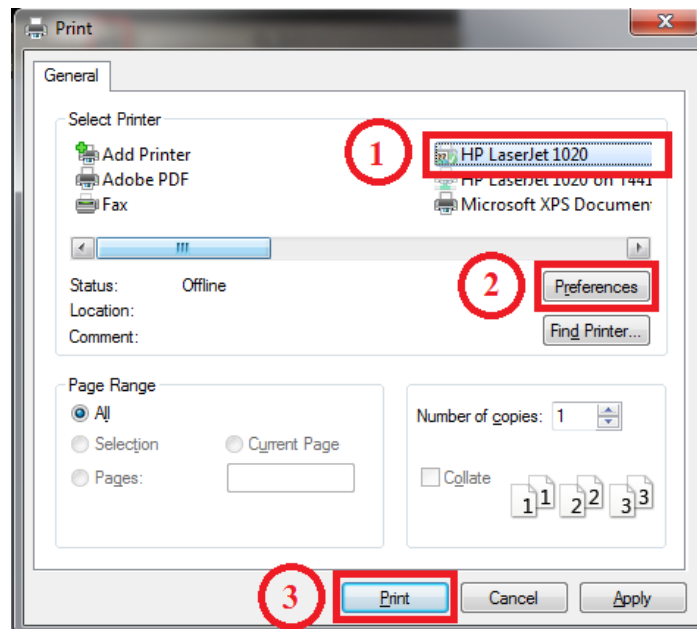 Print
General
Select Printer
Add Printer
Adobe PDF
Fax
1
HP LaserJet 1020
HP LaserJet 1020 on 1441
Microsoft XPS Documen
Status: Offline
Location:
Comment:
2
Preferences
Find Printer...
Page Range
All
Selection
Current Page
Pages:
Number of copies: 1
Collate
1 1 2 2 3 3
3
Print
Cancel
Apply